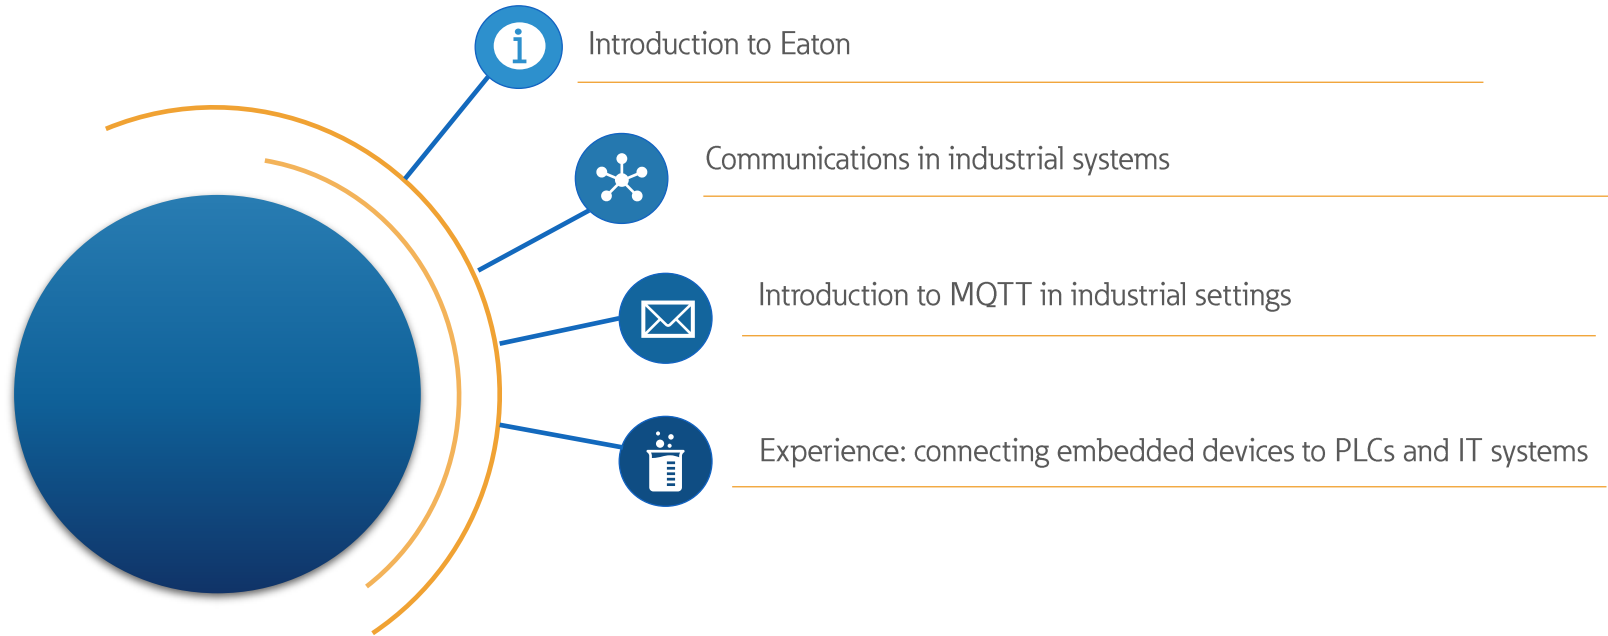 Introduction to Eaton
Communications in industrial systems
Introduction to MQTT in industrial settings
Experience: connecting embedded devices to PLCs and IT systems